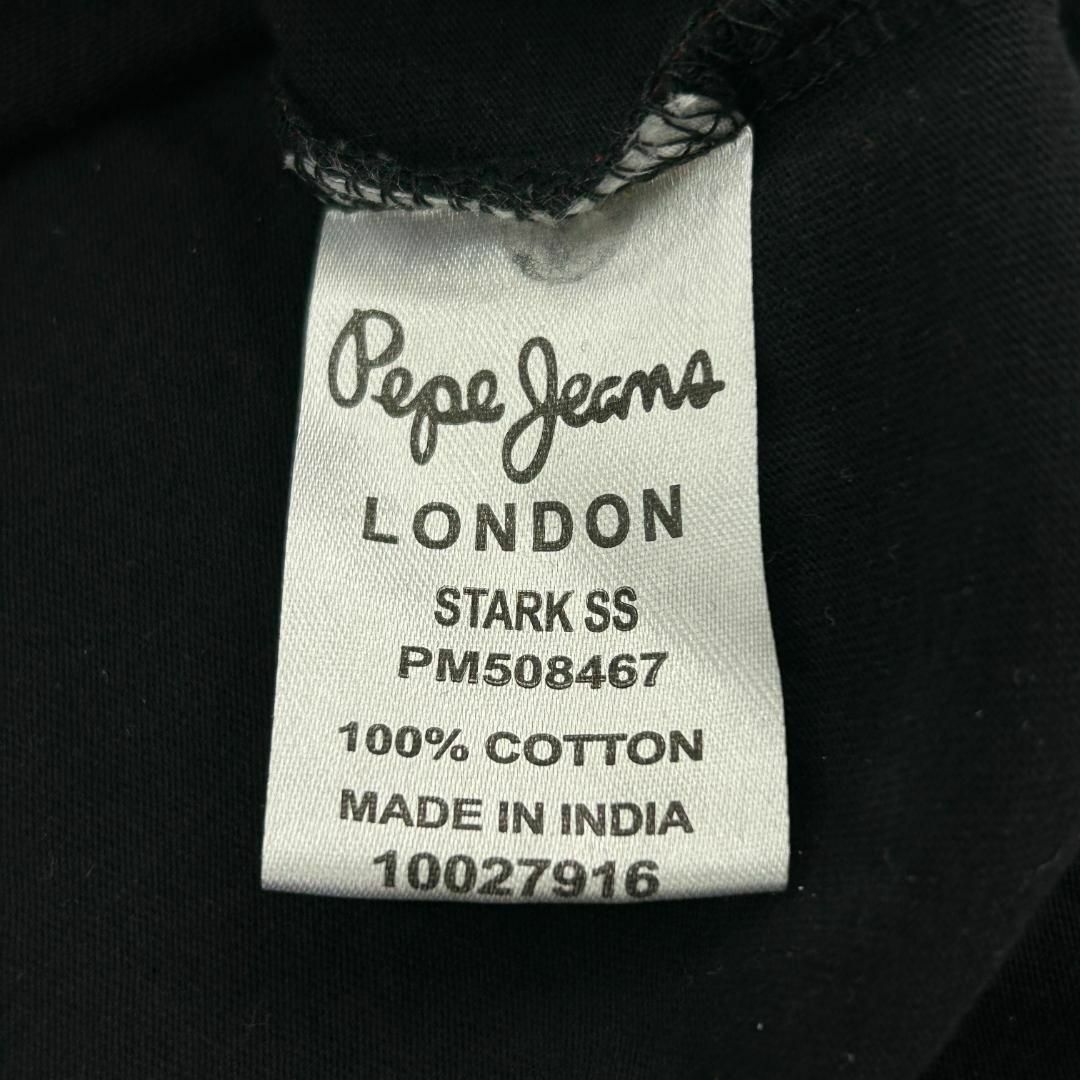 Pepe Jeans
LONDON
STARK SS
PM508467
100% COTTON
MADE IN INDIA
10027916